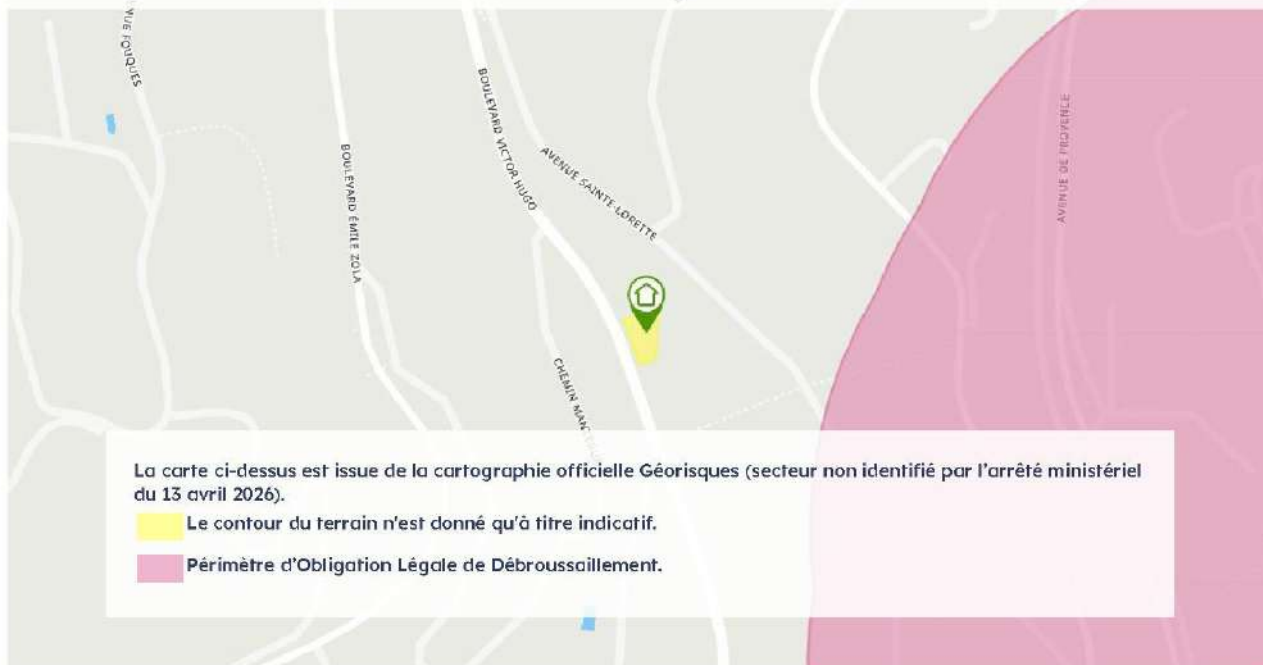 VUE FOUQUES
BOULEVARD ÉMILE ZOLA
BOULEVARD VICTOR HUGO
AVENUE SAINTE-LORETTE
AVENUE DE PROVENCE
CHEMIN
La carte ci-dessus est issue de la cartographie officielle Géorisques (secteur non identifié par l'arrêté ministériel
du 13 avril 2026).
Le contour du terrain n'est donné qu'à titre indicatif.
Périmètre d'Obligation Légale de Débroussaillement.